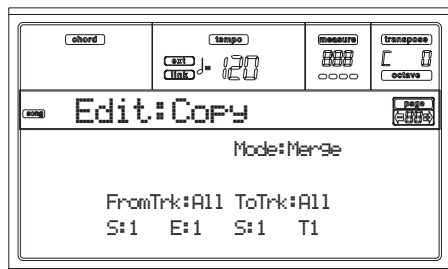 chord tempo measure transpose
ext link ♩= 120 888 C 0
octave
song Edit:Copy page
88
Mode:Merge
FromTrk:All ToTrk:All
S:1 E:1 S:1 T1